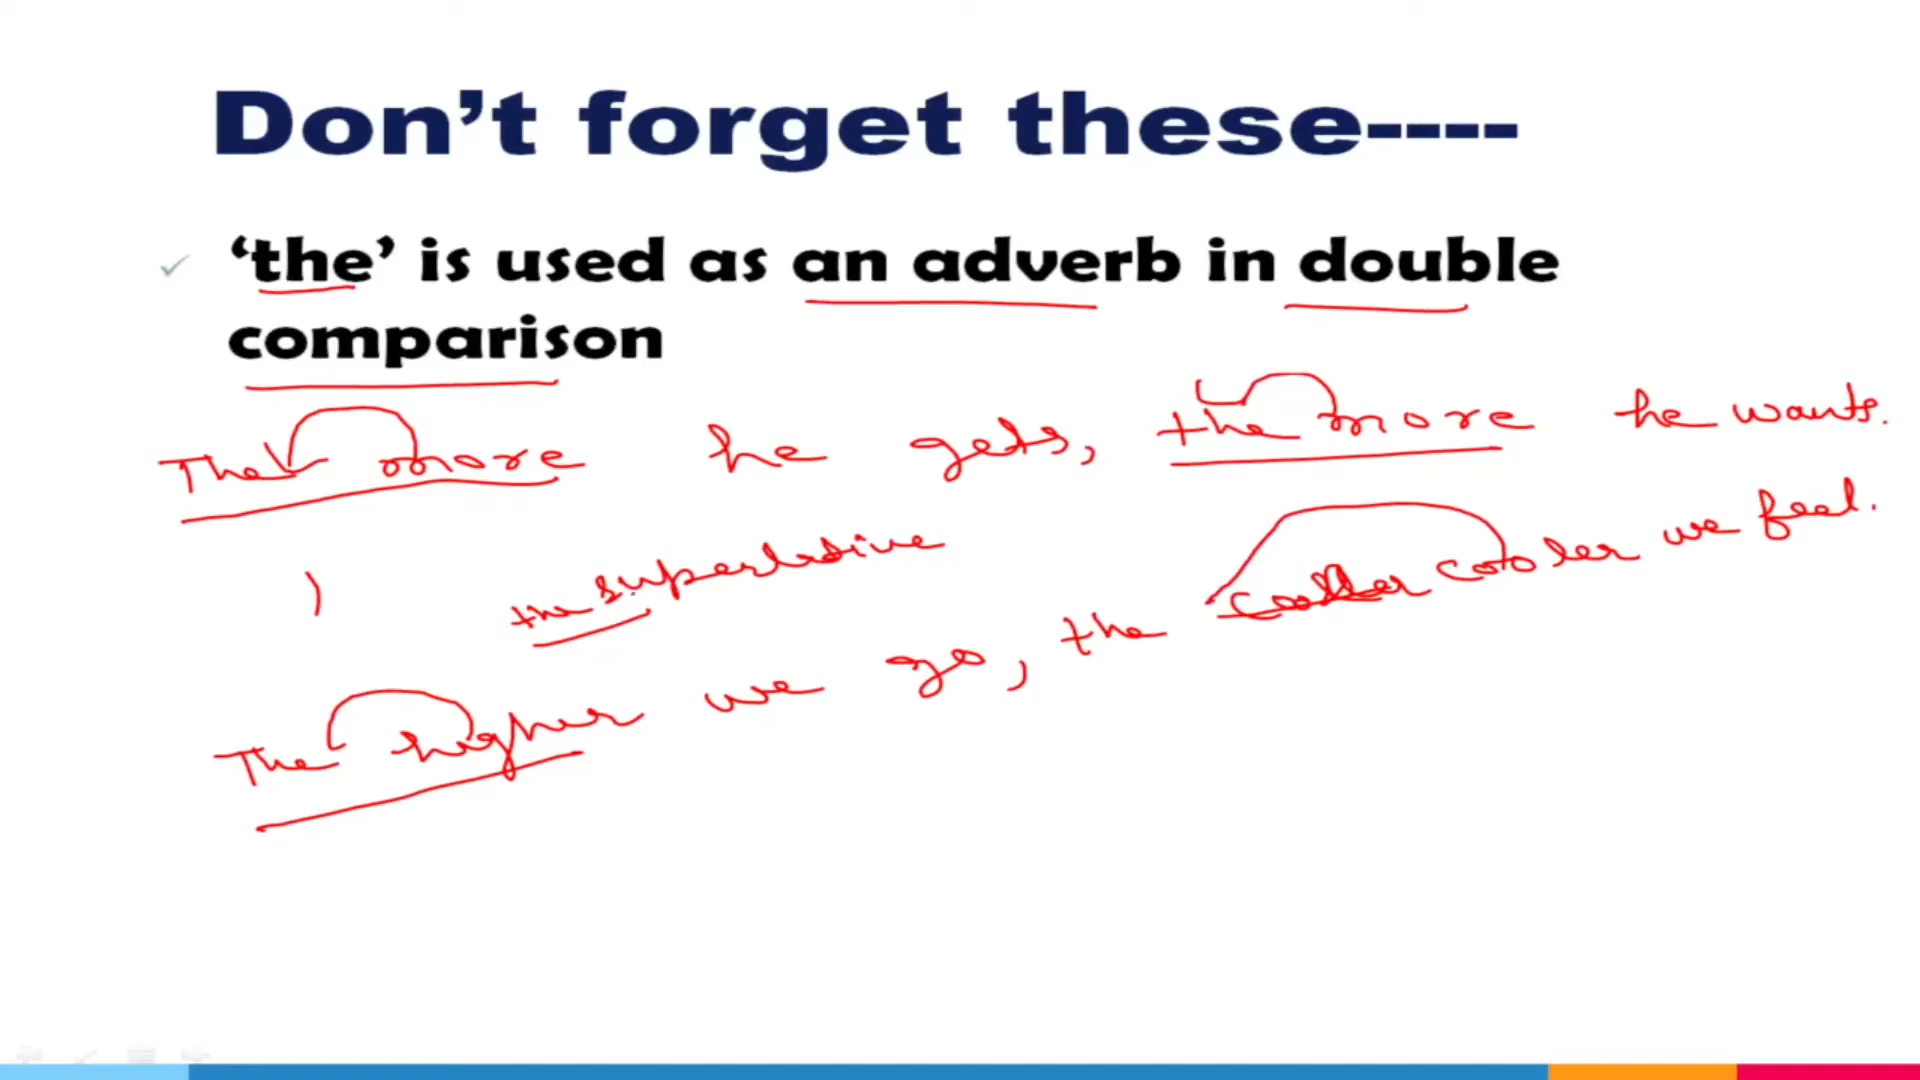 Don't forget these----
✓ 'the' is used as an adverb in double
comparison
The more he gets, the more he wants.
the superlative
The higher we go, the cooler cooler we feel.